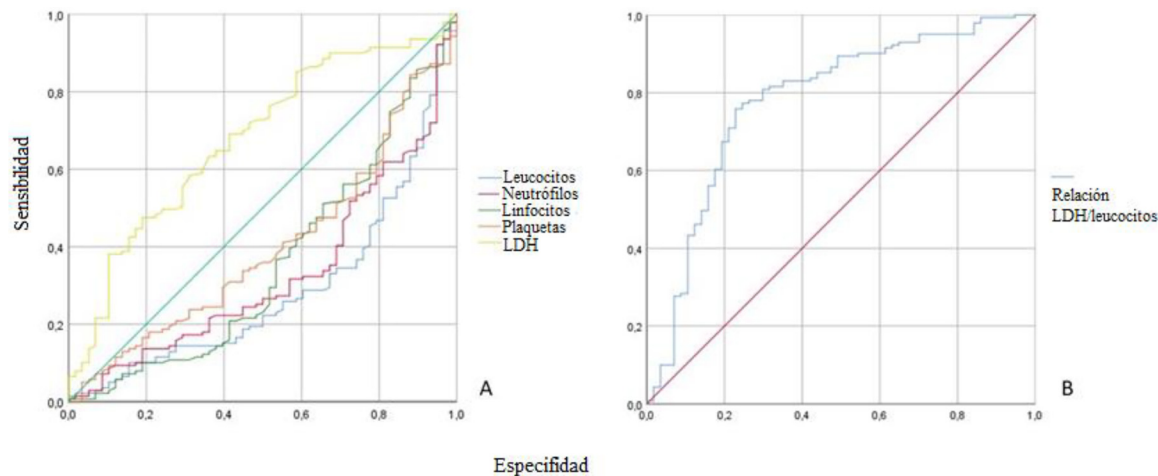 Sensibilidad
1,0
0,8
0,6
0,4
0,2
0,0
0,0 0,2 0,4 0,6 0,8 1,0
Leucocitos
Neutrófilos
Linfocitos
Plaquetas
LDH
A
1,0
0,8
0,6
0,4
0,2
0,0
0,0 0,2 0,4 0,6 0,8 1,0
Relación
LDH/leucocitos
B
Especifidad